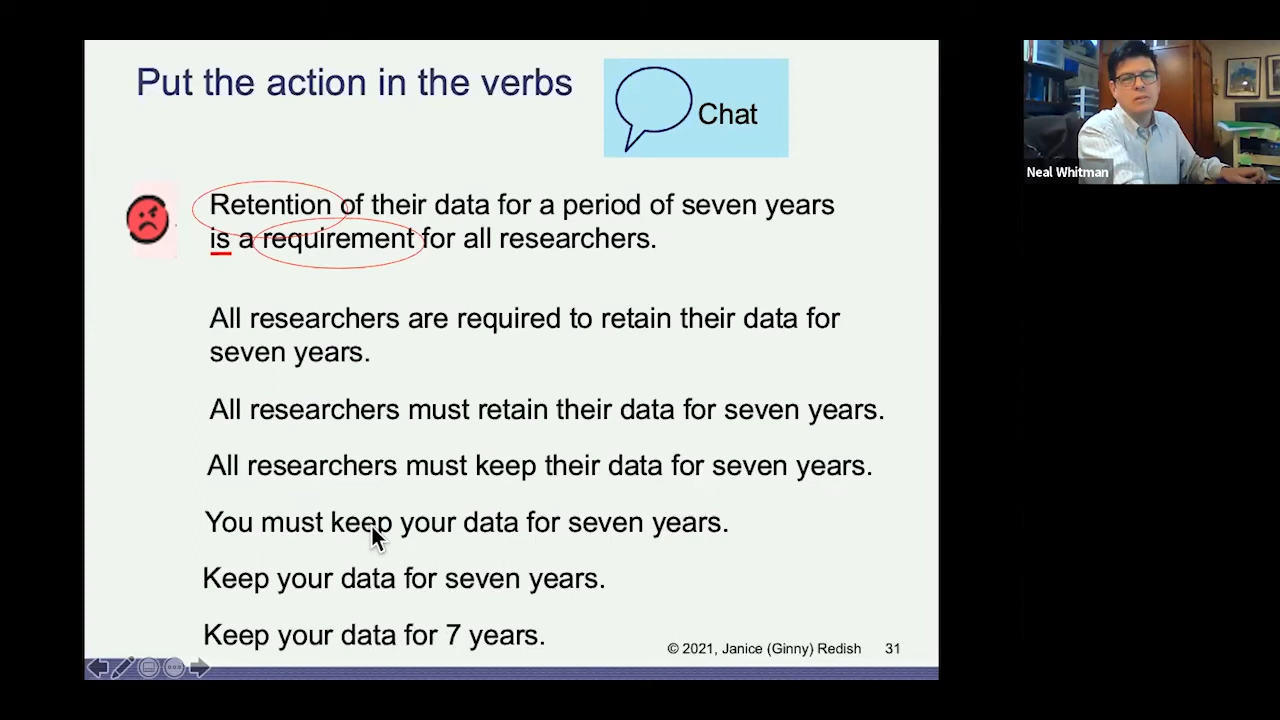 Put the action in the verbs
Chat
Retention of their data for a period of seven years
is a requirement for all researchers.
All researchers are required to retain their data for
seven years.
All researchers must retain their data for seven years.
All researchers must keep their data for seven years.
You must keep your data for seven years.
Keep your data for seven years.
Keep your data for 7 years.
© 2021, Janice (Ginny) Redish 31
Neal Whitman